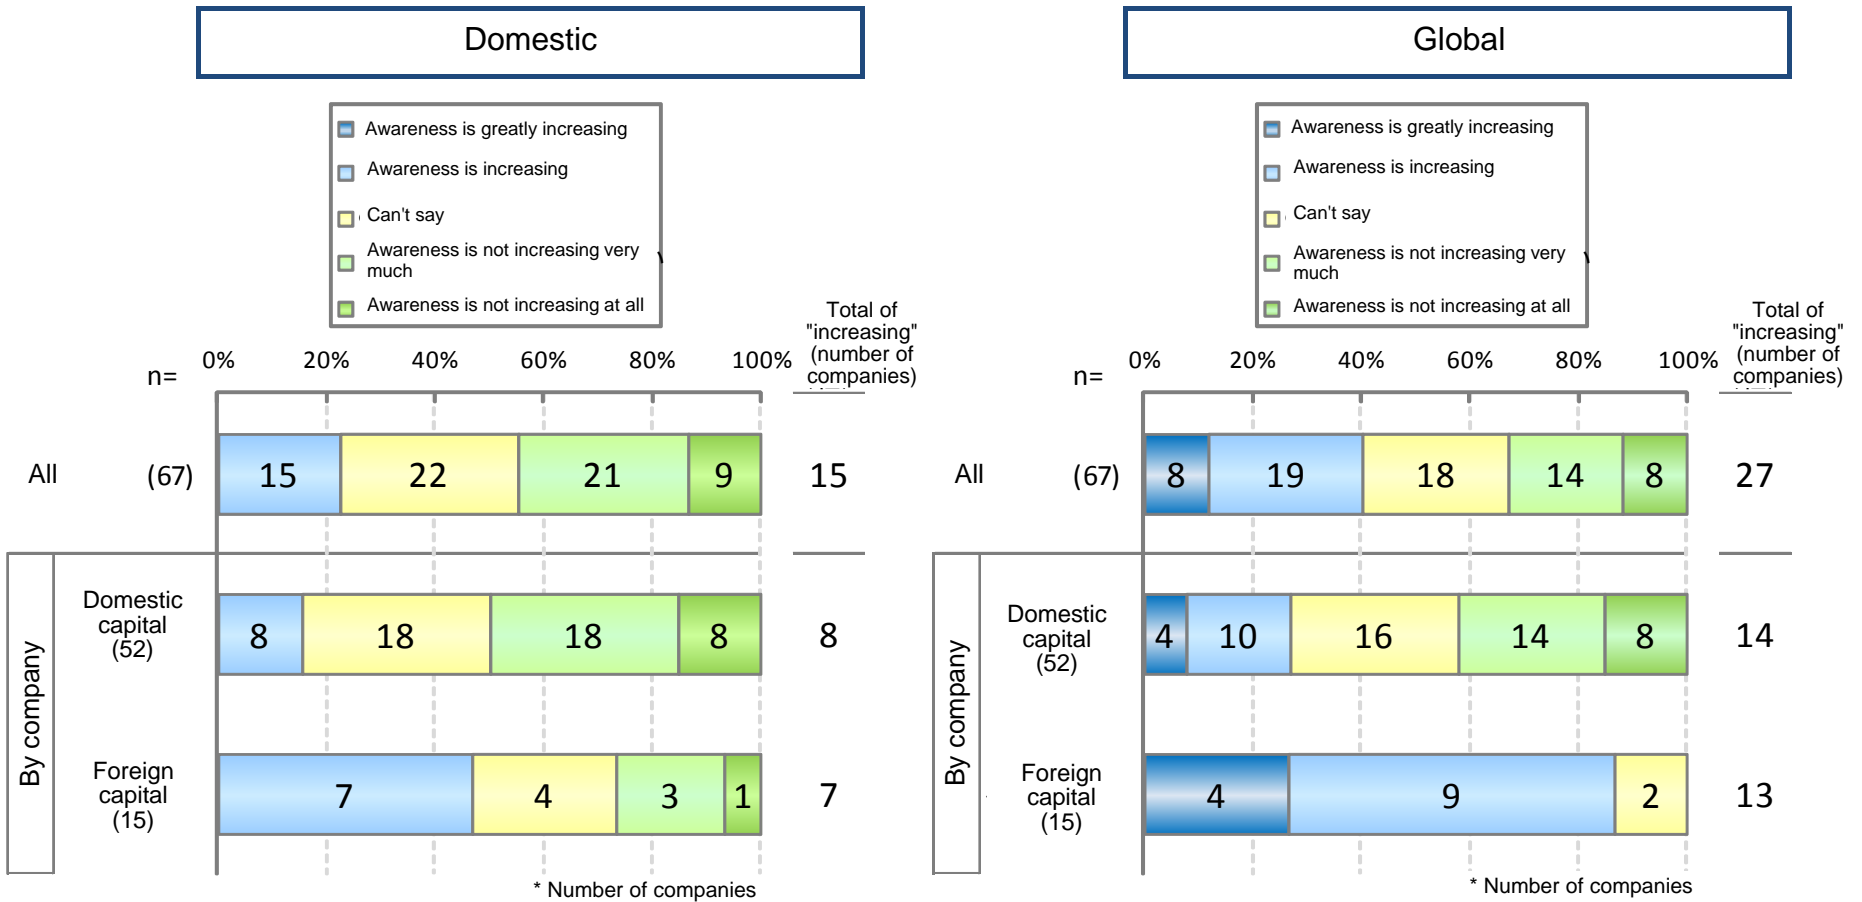 Domestic
Awareness is greatly increasing
Awareness is increasing
Can't say
Awareness is not increasing very
much
Awareness is not increasing at all
Total of
"increasing"
(number of
companies)
n=
0% 20% 40% 60% 80% 100%
All (67) 15 22 21 9 15
By company
Domestic
capital
(52)
8 18 18 8 8
Foreign
capital
(15)
7 4 3 1 7
* Number of companies
Global
Awareness is greatly increasing
Awareness is increasing
Can't say
Awareness is not increasing very
much
Awareness is not increasing at all
Total of
"increasing"
(number of
companies)
n=
0% 20% 40% 60% 80% 100%
All (67) 8 19 18 14 8 27
By company
Domestic
capital
(52)
4 10 16 14 8 14
Foreign
capital
(15)
4 9 2 13
* Number of companies